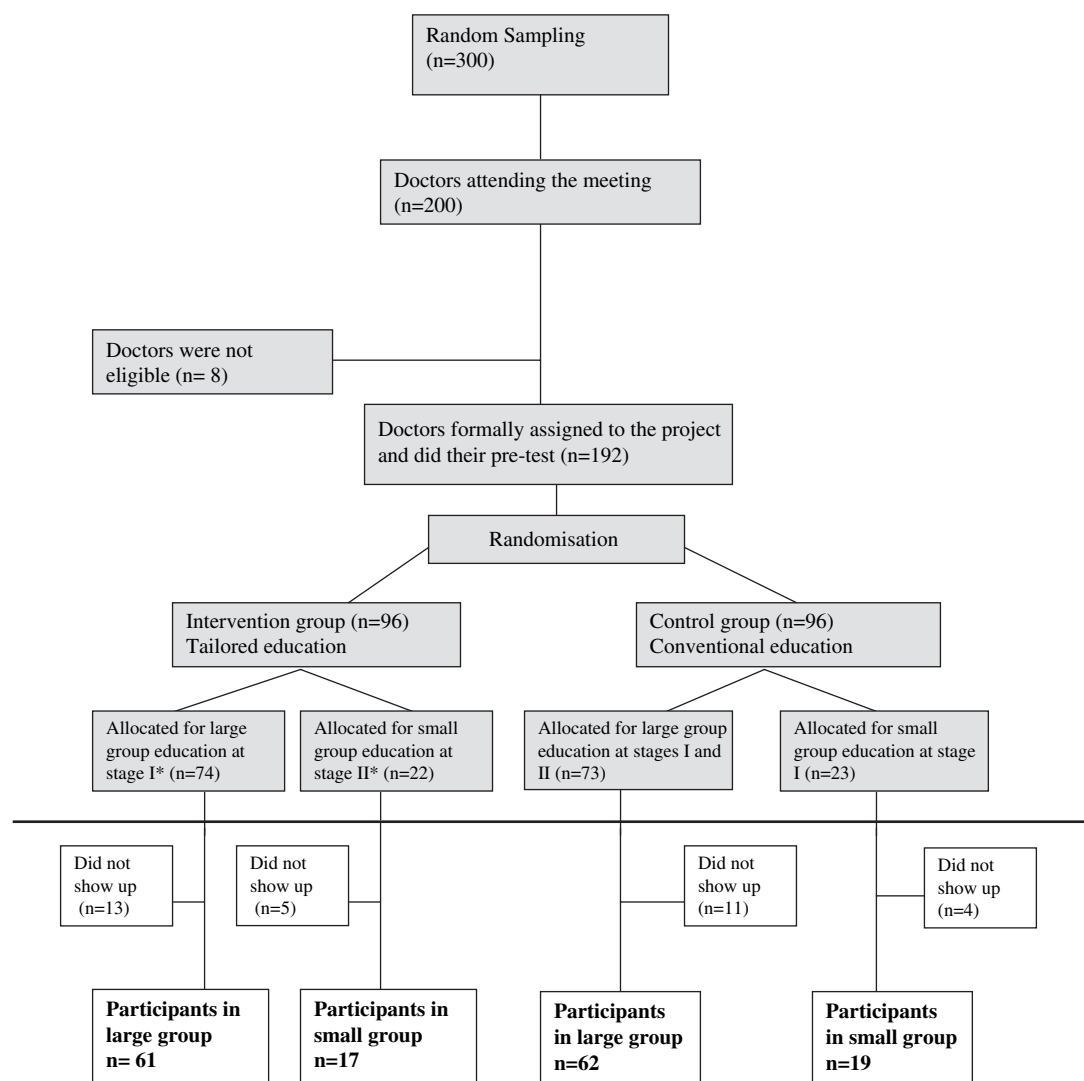 Random Sampling
(n=300)
Doctors attending the meeting
(n=200)
Doctors were not
eligible (n= 8)
Doctors formally assigned to the project
and did their pre-test (n=192)
Randomisation
Intervention group (n=96)
Tailored education
Control group (n=96)
Conventional education
Allocated for large
group education at
stage I* (n=74)
Allocated for small
group education at
stage II* (n=22)
Allocated for large group
education at stages I and
II (n=73)
Allocated for small
group education at stage
I (n=23)
Did not
show up
(n=13)
Did not
show up
(n=5)
Did not
show up
(n=11)
Did not
show up
(n=4)
Participants in
large group
n= 61
Participants in
small group
n=17
Participants
in large group
n=62
Participants
in small group
n=19